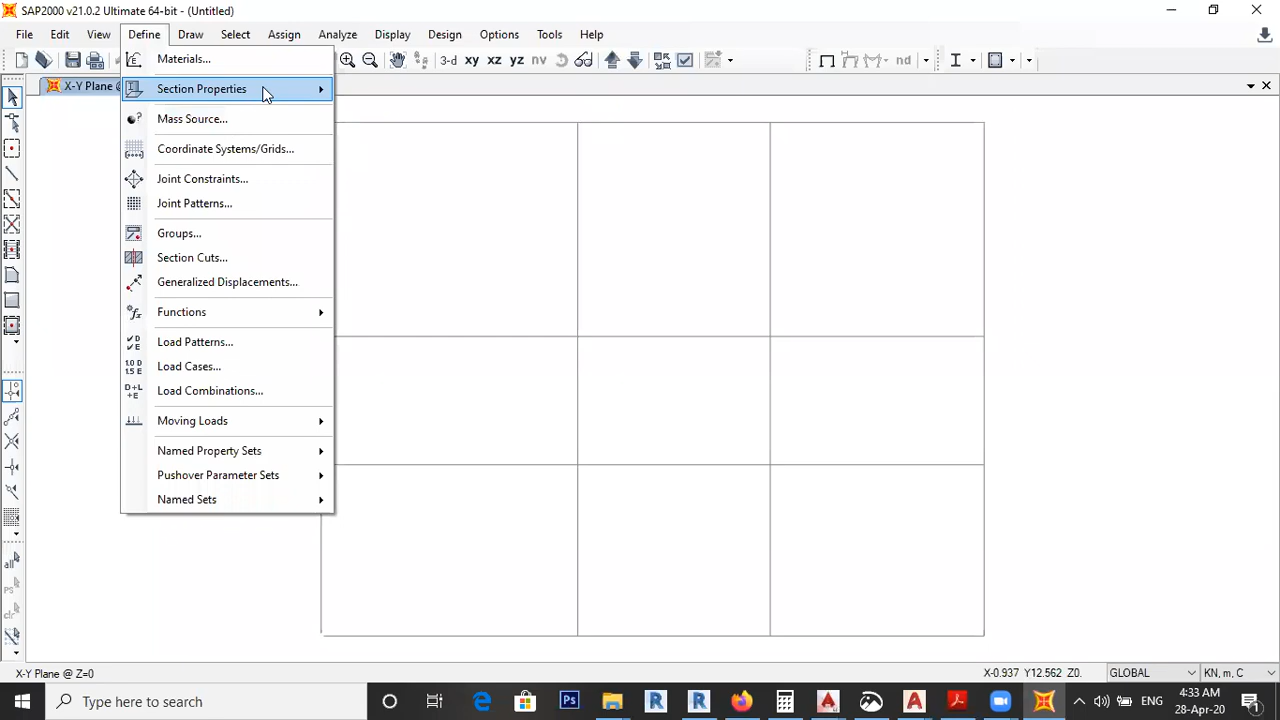 SAP2000 v21.0.2 Ultimate 64-bit - (Untitled)
File Edit View Define Draw Select Assign Analyze Display Design Options Tools Help
3-d xy xz yz nv nd
X-Y Plane @
Materials...
Section Properties
Mass Source...
Coordinate Systems/Grids...
Joint Constraints...
Joint Patterns...
Groups...
Section Cuts...
Generalized Displacements...
Functions
Load Patterns...
Load Cases...
Load Combinations...
Moving Loads
Named Property Sets
Pushover Parameter Sets
Named Sets
all
PS
clr
X-Y Plane @ Z=0
X-0.937 Y12.562 Z0.
GLOBAL
KN, m, C
Type here to search
ENG
4:33 AM
28-Apr-20